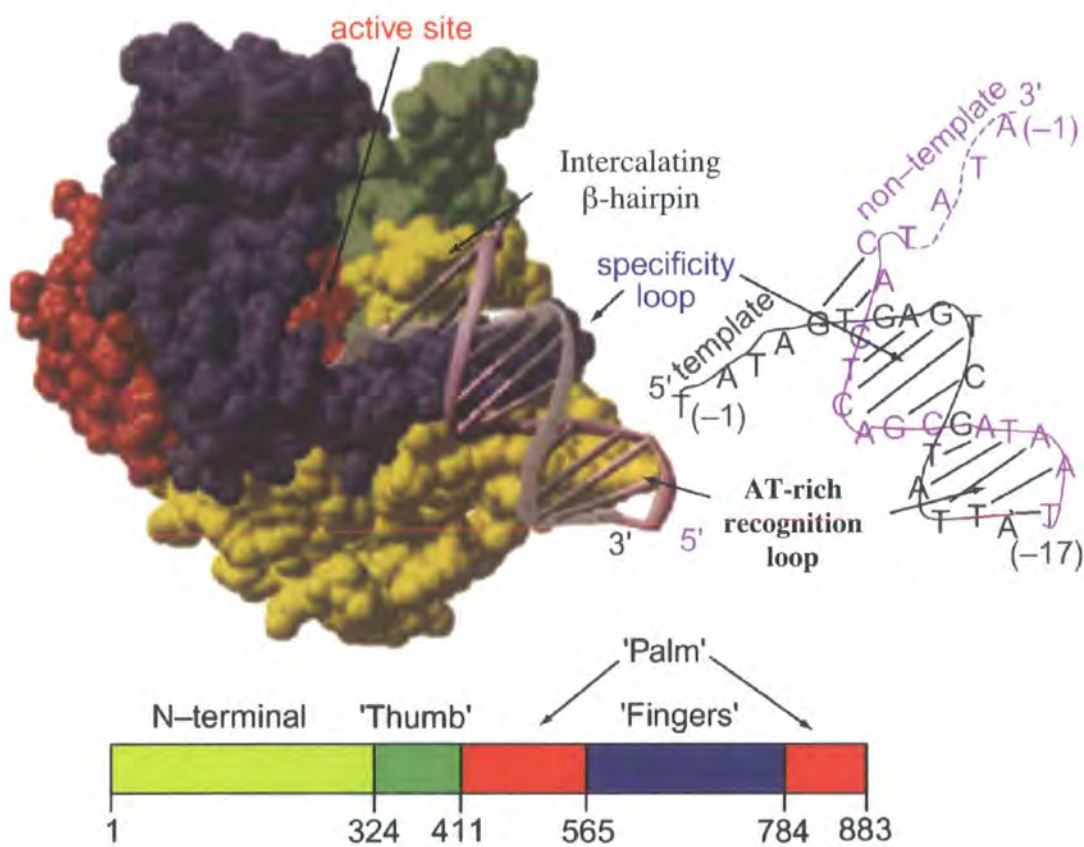 active site
Intercalating
β-hairpin
specificity
loop
AT-rich
recognition
loop
3'
5'
non-template
3'
A (–1)
T
A
C T
A
C
T
C
A G C G A T A A
T
template
5'
T (–1)
A
T
A
G T G A G T
C
T
A
T T A
(–17)
'Palm'
N–terminal 'Thumb' 'Fingers'
1 324 411 565 784 883